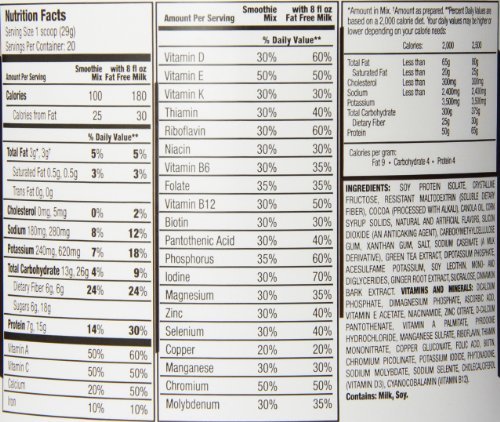 Nutrition Facts
Serving Size 1 scoop (29g)
Servings Per Container: 20
Amount Per Serving Smoothie Mix with 8 fl oz Fat Free Milk
Calories 100 180
Calories from Fat 25 30
% Daily Value**
Total Fat 3g*, 3g† 5% 5%
Saturated Fat 0.5g, 0.5g 3% 3%
Trans Fat 0g, 0g
Cholesterol 0mg, 5mg 0% 2%
Sodium 180mg, 280mg 8% 12%
Potassium 240mg, 620mg 7% 18%
Total Carbohydrate 13g, 26g 4% 9%
Dietary Fiber 6g, 6g 24% 24%
Sugars 6g, 18g
Protein 7g, 15g 14% 30%
Vitamin A 50% 60%
Vitamin C 50% 50%
Calcium 20% 50%
Iron 10% 10%
Amount Per Serving Smoothie Mix with 8 fl oz Fat Free Milk
% Daily Value**
Vitamin D 30% 60%
Vitamin E 50% 50%
Vitamin K 30% 30%
Thiamin 30% 40%
Riboflavin 30% 60%
Niacin 30% 30%
Vitamin B6 30% 35%
Folate 35% 35%
Vitamin B12 30% 50%
Biotin 30% 30%
Pantothenic Acid 30% 40%
Phosphorus 35% 60%
Iodine 30% 70%
Magnesium 30% 35%
Zinc 30% 40%
Selenium 30% 40%
Copper 20% 20%
Manganese 30% 30%
Chromium 50% 50%
Molybdenum 30% 35%
*Amount in Mix. †Amount as prepared. **Percent Daily Values are
based on a 2,000 calorie diet. Your daily values may be higher or
lower depending on your calorie needs:
Calories: 2,000 2,500
Total Fat Less than 65g 80g
Saturated Fat Less than 20g 25g
Cholesterol Less than 300mg 300mg
Sodium Less than 2,400mg 2,400mg
Potassium 3,500mg 3,500mg
Total Carbohydrate 300g 375g
Dietary Fiber 25g 30g
Protein 50g 65g
Calories per gram:
Fat 9 • Carbohydrate 4 • Protein 4
INGREDIENTS: SOY PROTEIN ISOLATE, CRYSTALLINE
FRUCTOSE, RESISTANT MALTODEXTRIN (SOLUBLE DIETARY
FIBER), COCOA (PROCESSED WITH ALKALI), CANOLA OIL, CORN
SYRUP SOLIDS, NATURAL AND ARTIFICIAL FLAVORS, SILICON
DIOXIDE (AN ANTICAKING AGENT), CARBOXYMETHYLCELLULOSE
GUM, XANTHAN GUM, SALT, SODIUM CASEINATE (A MILK
DERIVATIVE), GREEN TEA EXTRACT, DIPOTASSIUM PHOSPHATE,
ACESULFAME POTASSIUM, SOY LECITHIN, MONO- AND
DIGLYCERIDES, GINGER ROOT EXTRACT, SUCRALOSE, CINNAMON
BARK EXTRACT. VITAMINS AND MINERALS: DICALCIUM
PHOSPHATE, DIMAGNESIUM PHOSPHATE, ASCORBIC ACID,
VITAMIN E ACETATE, NIACINAMIDE, ZINC OXIDE, D-CALCIUM
PANTOTHENATE, VITAMIN A PALMITATE, PYRIDOXINE
HYDROCHLORIDE, MANGANESE SULFATE, RIBOFLAVIN, THIAMIN
MONONITRATE, COPPER GLUCONATE, FOLIC ACID, BIOTIN,
CHROMIUM PICOLINATE, POTASSIUM IODIDE, PHYTONADIONE,
SODIUM MOLYBDATE, SODIUM SELENITE, CHOLECALCIFEROL
(VITAMIN D3), CYANOCOBALAMIN (VITAMIN B12).
Contains: Milk, Soy.